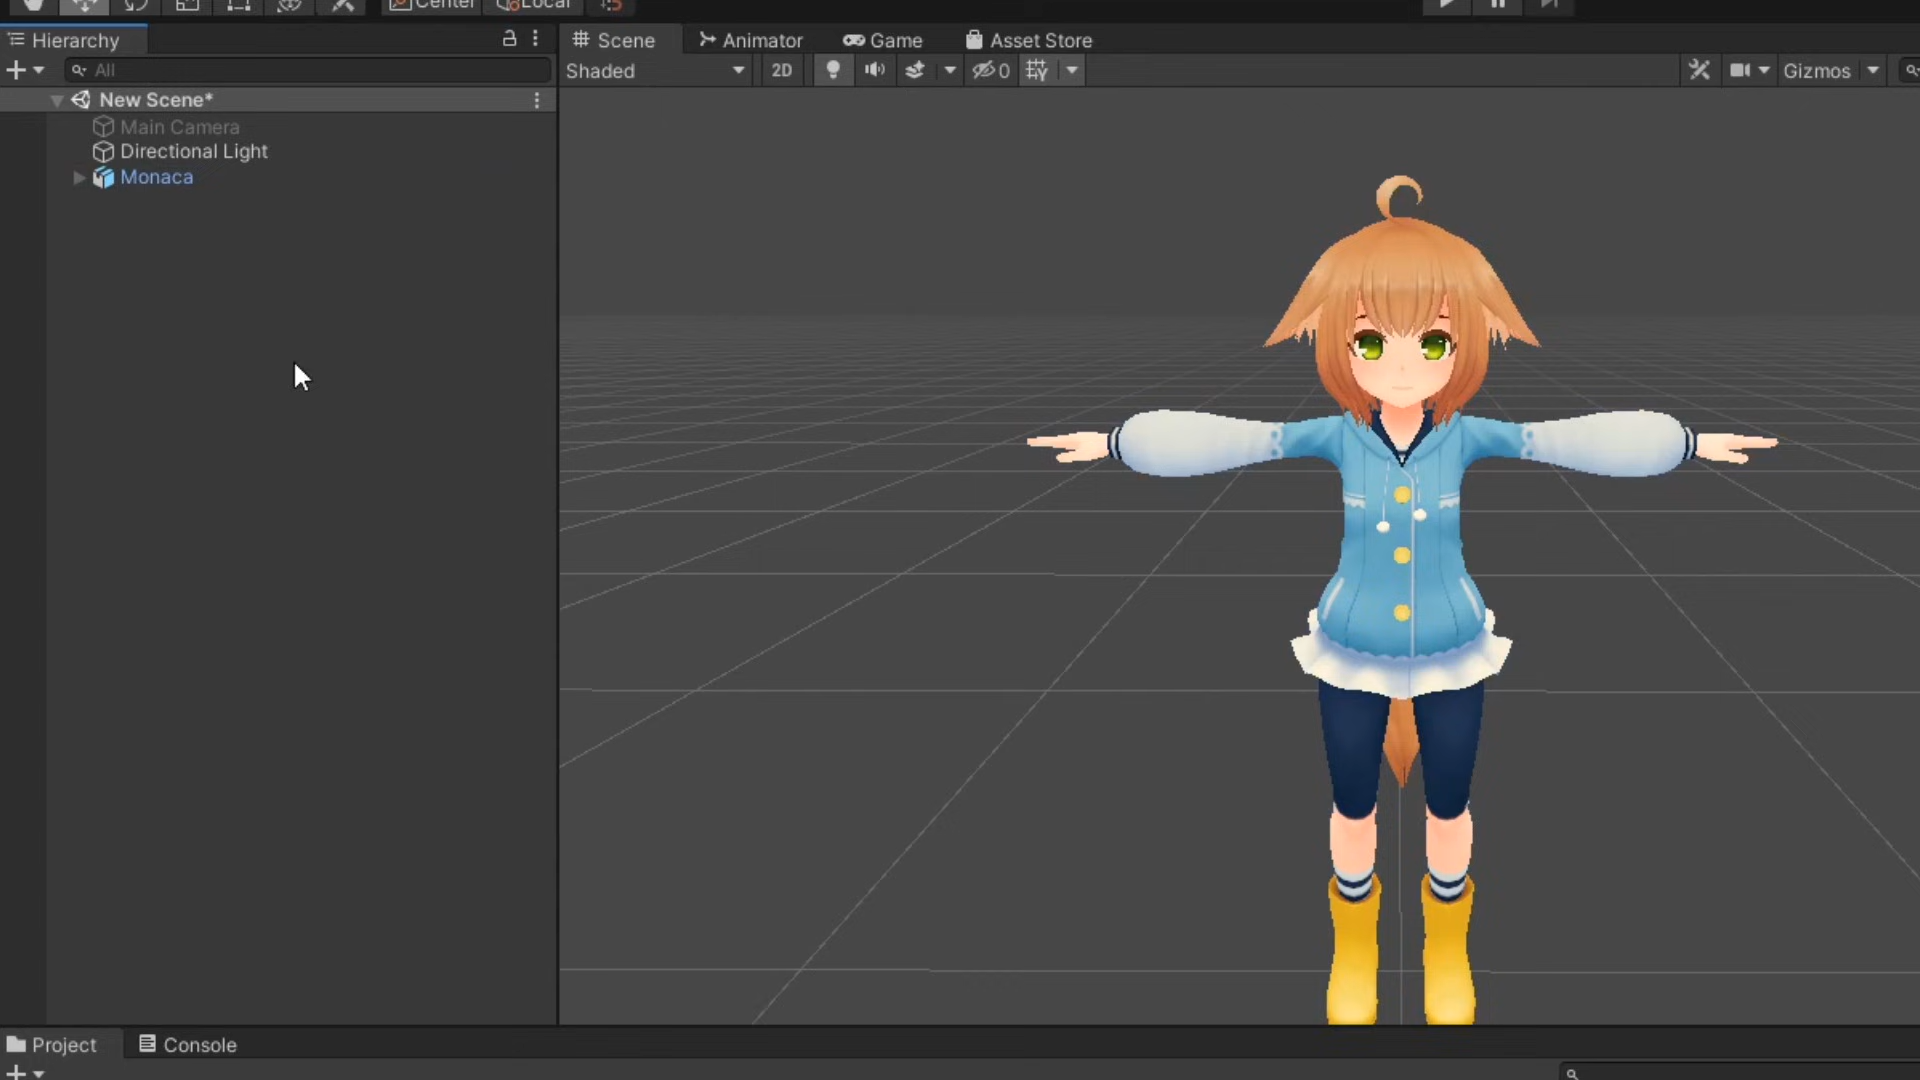 Center Local
Hierarchy
Scene Animator Game Asset Store
All
Shaded 2D 0 Gizmos
New Scene*
Main Camera
Directional Light
Monaca
Project Console